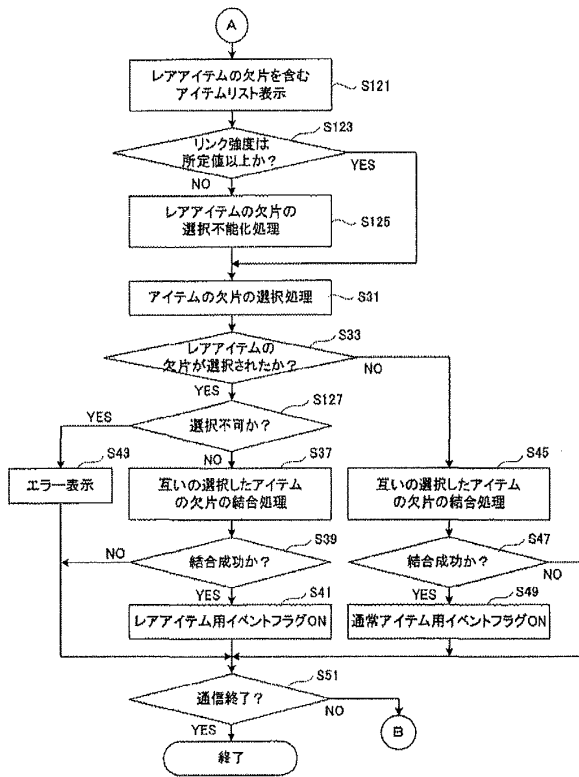 A
レアアイテムの欠片を含む
アイテムリスト表示
S121
S123
リンク強度は
所定値以上か?
YES
NO
レアアイテムの欠片の
選択不能化処理
S125
アイテムの欠片の選択処理
S31
S33
レアアイテムの
欠片が選択されたか?
NO
YES
S127
YES
選択不可か?
S43
NO
S37
S45
エラー表示
互いの選択したアイテム
の欠片の結合処理
互いの選択したアイテム
の欠片の結合処理
S39
S47
NO
結合成功か?
結合成功か?
NO
YES
S41
YES
S49
レアアイテム用イベントフラグON
通常アイテム用イベントフラグON
S51
通信終了?
NO
YES
B
終了